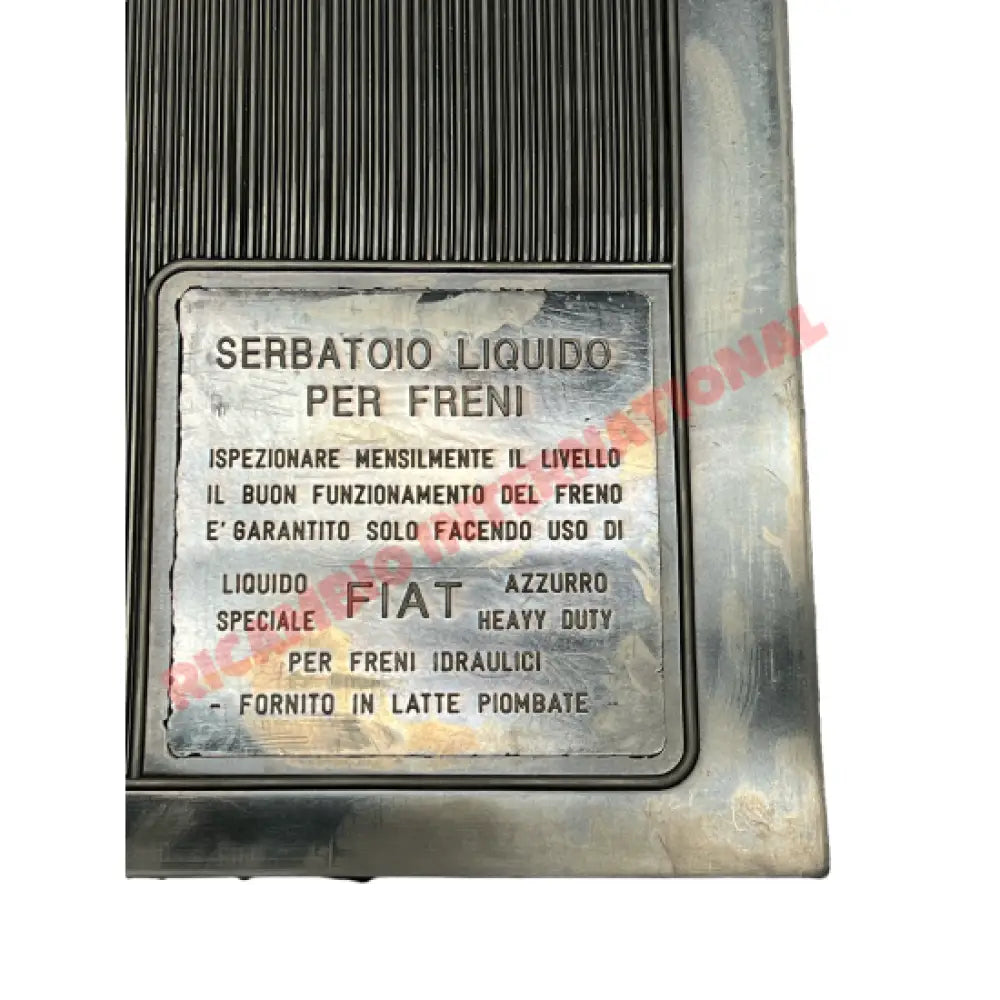 SERBATOIO LIQUIDO
PER FRENI
ISPEZIONARE MENSILMENTE IL LIVELLO
IL BUON FUNZIONAMENTO DEL FRENO
E' GARANTITO SOLO FACENDO USO DI
LIQUIDO SPECIALE FIAT AZZURRO HEAVY DUTY
PER FRENI IDRAULICI
- FORNITO IN LATTE PIOMBATE -
RICAMBIO INTERNATIONAL